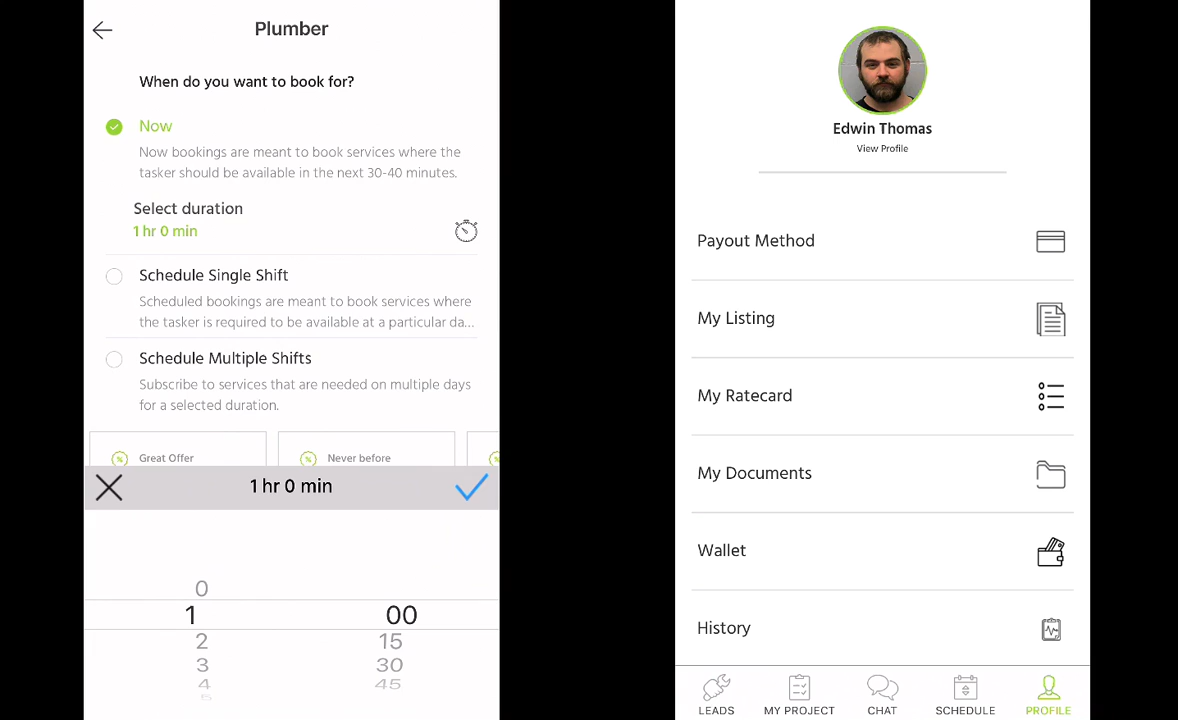 Plumber
When do you want to book for?
Now
Now bookings are meant to book services where the
tasker should be available in the next 30-40 minutes.
Select duration
1 hr 0 min
Schedule Single Shift
Scheduled bookings are meant to book services where
the tasker is required to be available at a particular da...
Schedule Multiple Shifts
Subscribe to services that are needed on multiple days
for a selected duration.
Great Offer
Never before
1 hr 0 min
0
1 00
2 15
3 30
4 45
5
Edwin Thomas
View Profile
Payout Method
My Listing
My Ratecard
My Documents
Wallet
History
LEADS MY PROJECT CHAT SCHEDULE PROFILE